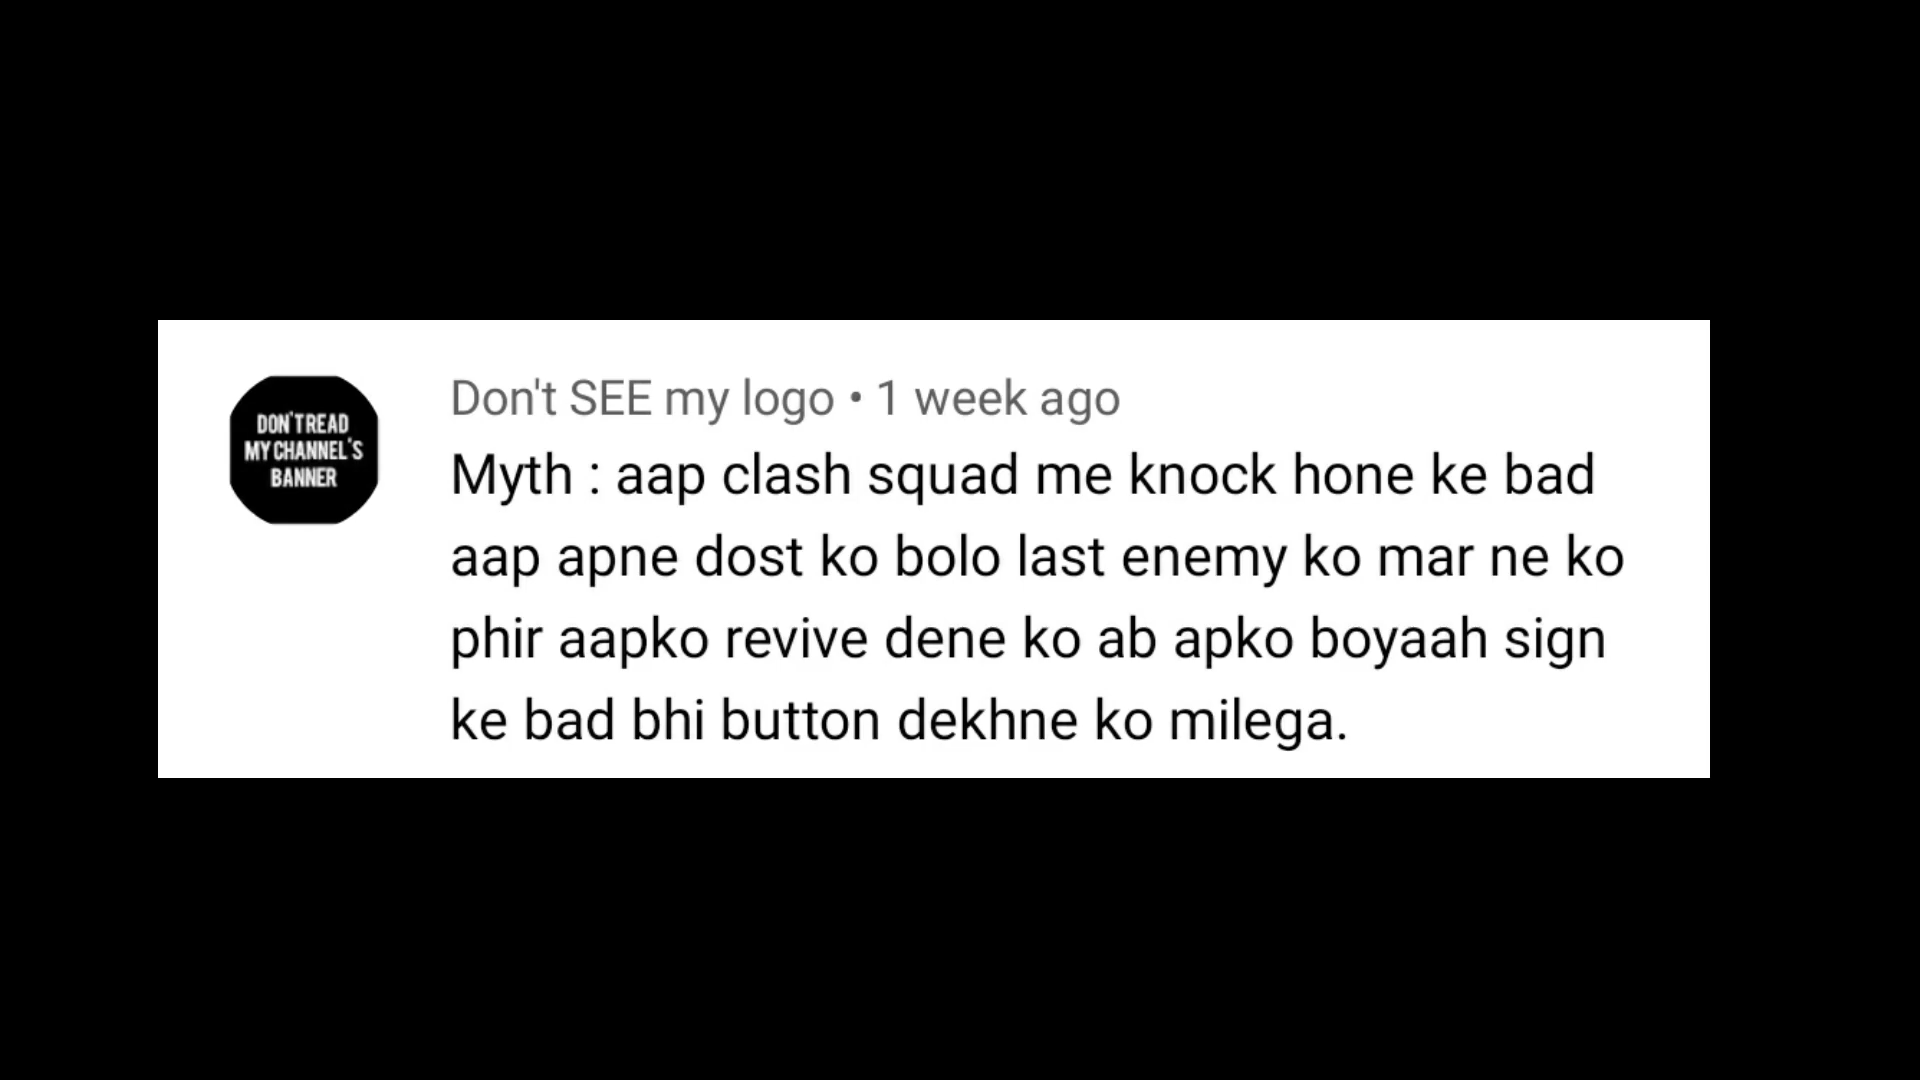 DON'T READ
MY CHANNEL'S
BANNER
Don't SEE my logo • 1 week ago
Myth : aap clash squad me knock hone ke bad
aap apne dost ko bolo last enemy ko mar ne ko
phir aapko revive dene ko ab apko boyaah sign
ke bad bhi button dekhne ko milega.